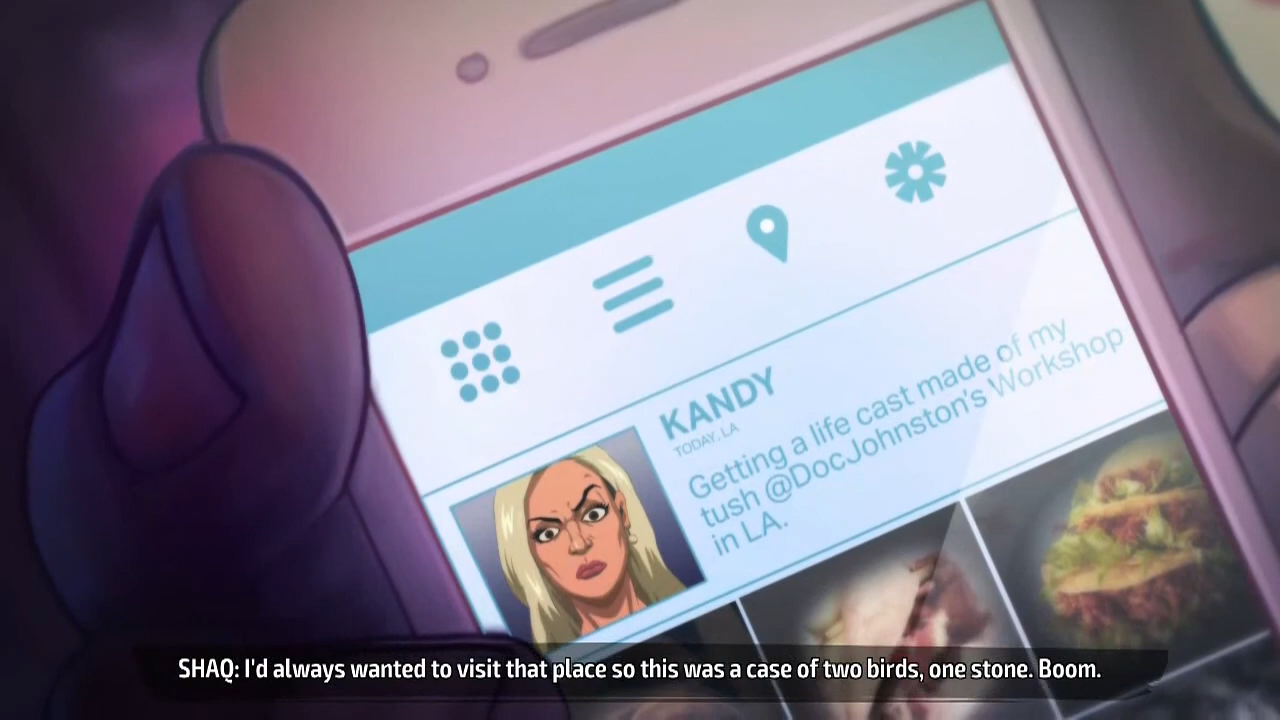 KANDY
TODAY, LA
Getting a life cast made of my
tush @DocJohnston's Workshop
in LA.
SHAQ: I'd always wanted to visit that place so this was a case of two birds, one stone. Boom.